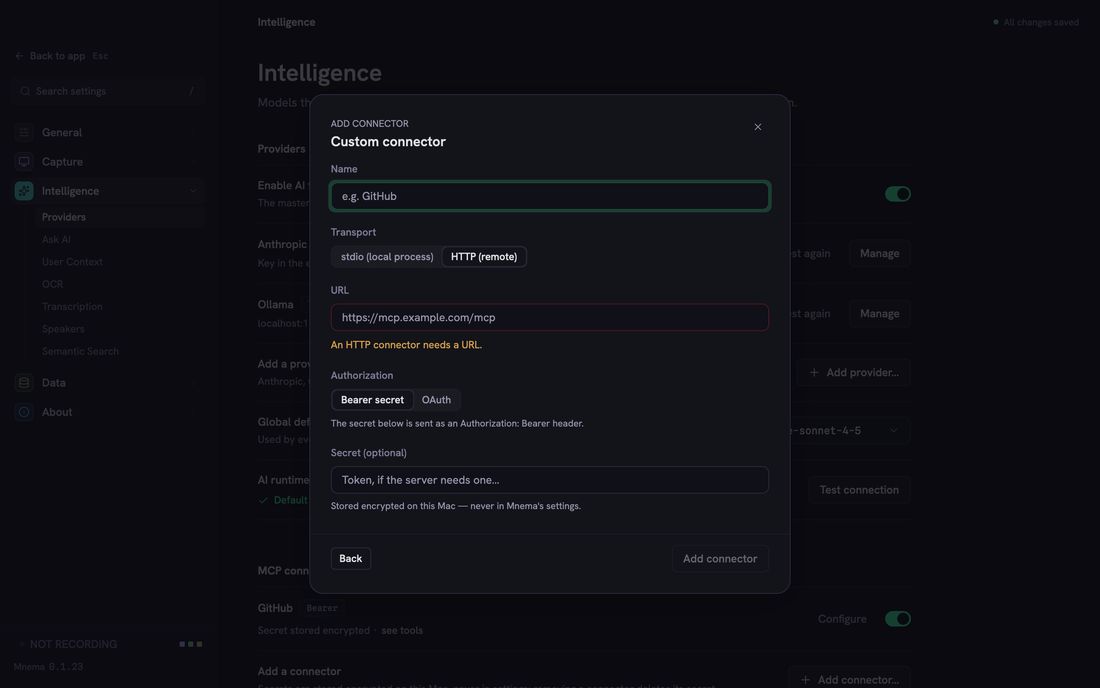 Intelligence
All changes saved
Back to app Esc
Search settings /
General
Capture
Intelligence
Providers
Ask AI
User Context
OCR
Transcription
Speakers
Semantic Search
Data
About
NOT RECORDING
Mnema 0.1.23
Intelligence
Models th
n.
Providers
Enable AI
The master
Anthropic
Key in the
st again
Manage
Ollama
localhost:1
st again
Manage
Add a prov
Anthropic,
Add provider...
Global def
Used by ev
e-sonnet-4-5
AI runtime
Default
Test connection
MCP conn
GitHub Bearer
Secret stored encrypted · see tools
Configure
Add a connector
Add connector...
ADD CONNECTOR
Custom connector
Name
e.g. GitHub
Transport
stdio (local process) HTTP (remote)
URL
https://mcp.example.com/mcp
An HTTP connector needs a URL.
Authorization
Bearer secret OAuth
The secret below is sent as an Authorization: Bearer header.
Secret (optional)
Token, if the server needs one...
Stored encrypted on this Mac — never in Mnema's settings.
Back
Add connector